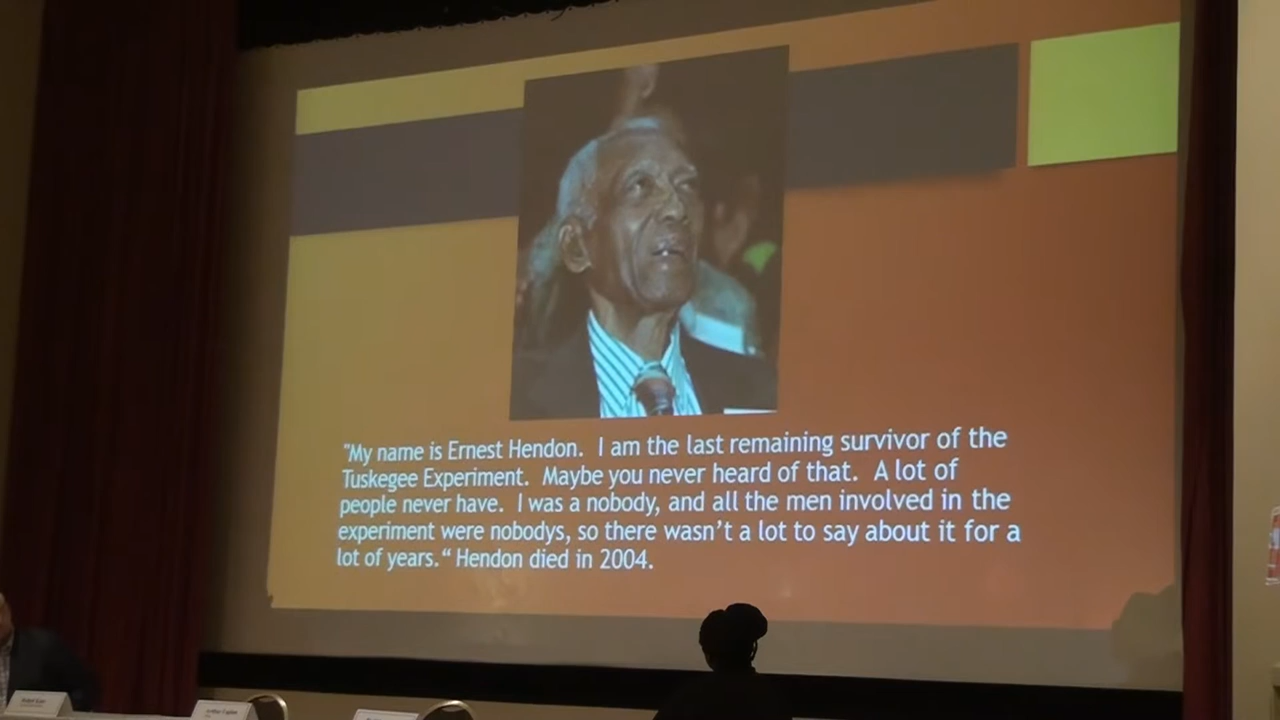 "My name is Ernest Hendon. I am the last remaining survivor of the
Tuskegee Experiment. Maybe you never heard of that. A lot of
people never have. I was a nobody, and all the men involved in the
experiment were nobodys, so there wasn't a lot to say about it for a
lot of years.“ Hendon died in 2004.